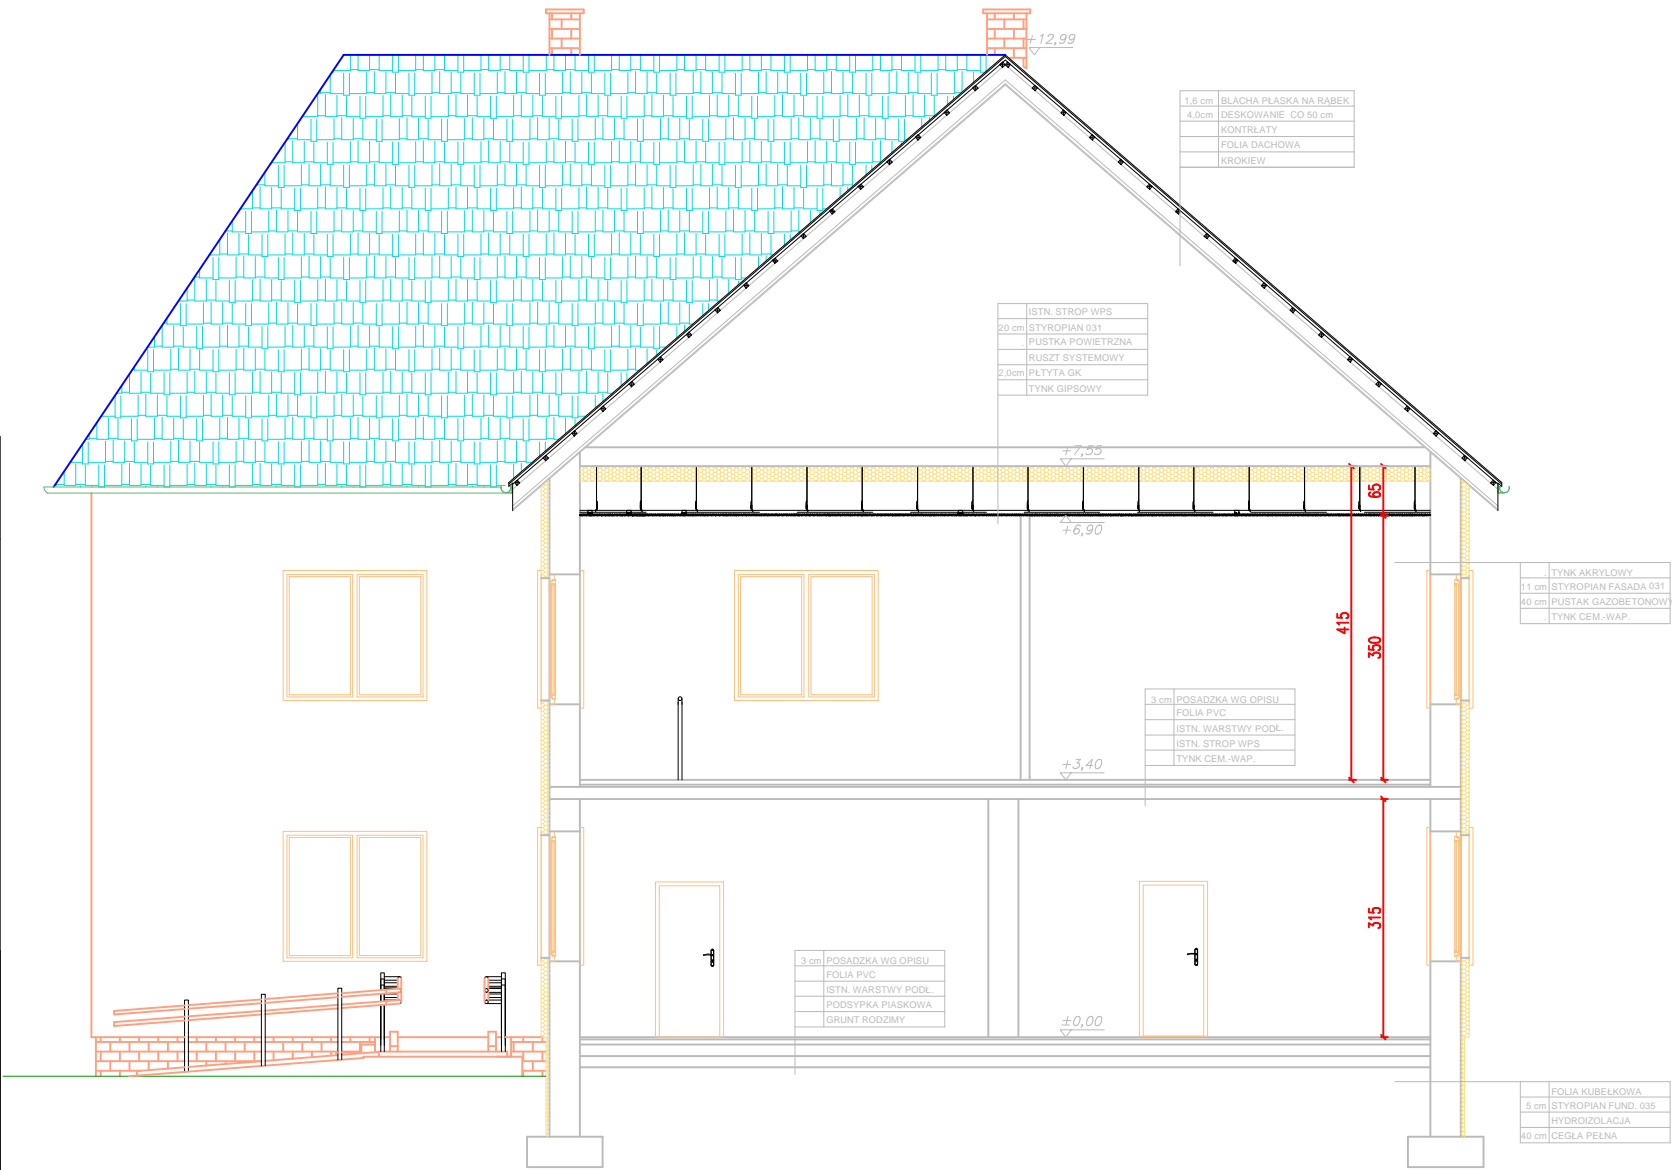 +12,99
1,6 cm BLACHA PŁASKA NA RĄBEK
4,0cm DESKOWANIE CO 50 cm
KONTRŁATY
FOLIA DACHOWA
KROKIEW
ISTN. STROP WPS
20 cm STYROPIAN 031
. PUSTKA POWIETRZNA
RUSZT SYSTEMOWY
2,0cm PŁTYTA GK
TYNK GIPSOWY
+7,55
65
+6,90
. TYNK AKRYLOWY
11 cm STYROPIAN FASADA 031
40 cm PUSTAK GAZOBETONOWY
. TYNK CEM.-WAP.
415
350
3 cm POSADZKA WG OPISU
FOLIA PVC
ISTN. WARSTWY PODŁ.
ISTN. STROP WPS
TYNK CEM.-WAP.
+3,40
315
3 cm POSADZKA WG OPISU
FOLIA PVC
ISTN. WARSTWY PODŁ.
PODSYPKA PIASKOWA
GRUNT RODZIMY
±0,00
FOLIA KUBEŁKOWA
5 cm STYROPIAN FUND. 035
HYDROIZOLACJA
40 cm CEGŁA PEŁNA